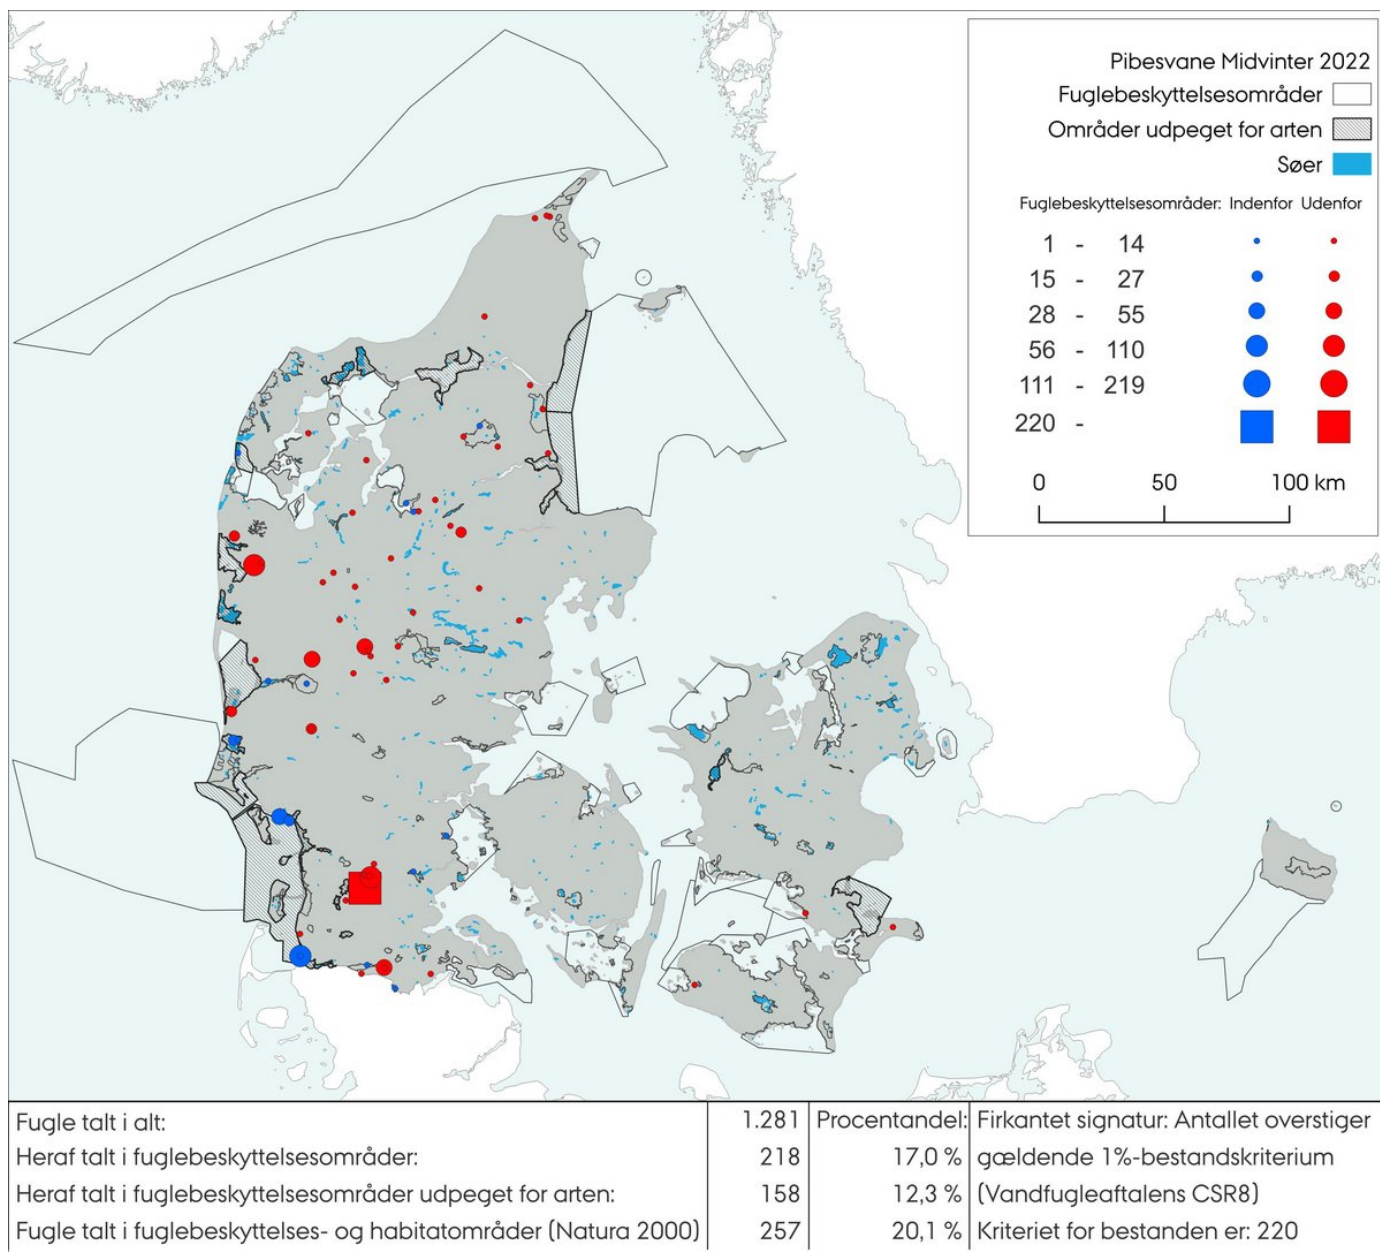 Pibesvane Midvinter 2022
Fuglebeskyttelsesområder
Områder udpeget for arten
Søer
Fuglebeskyttelsesområder: Indenfor Udenfor
1 - 14
15 - 27
28 - 55
56 - 110
111 - 219
220 -
0 50 100 km
Fugle talt i alt: 1.281 Procentandel: Firkantet signatur: Antallet overstiger
Heraf talt i fuglebeskyttelsesområder: 218 17,0 % gældende 1%-bestandskriterium
Heraf talt i fuglebeskyttelsesområder udpeget for arten: 158 12,3 % (Vandfugleaftalens CSR8)
Fugle talt i fuglebeskyttelses- og habitatområder (Natura 2000) 257 20,1 % Kriteriet for bestanden er: 220